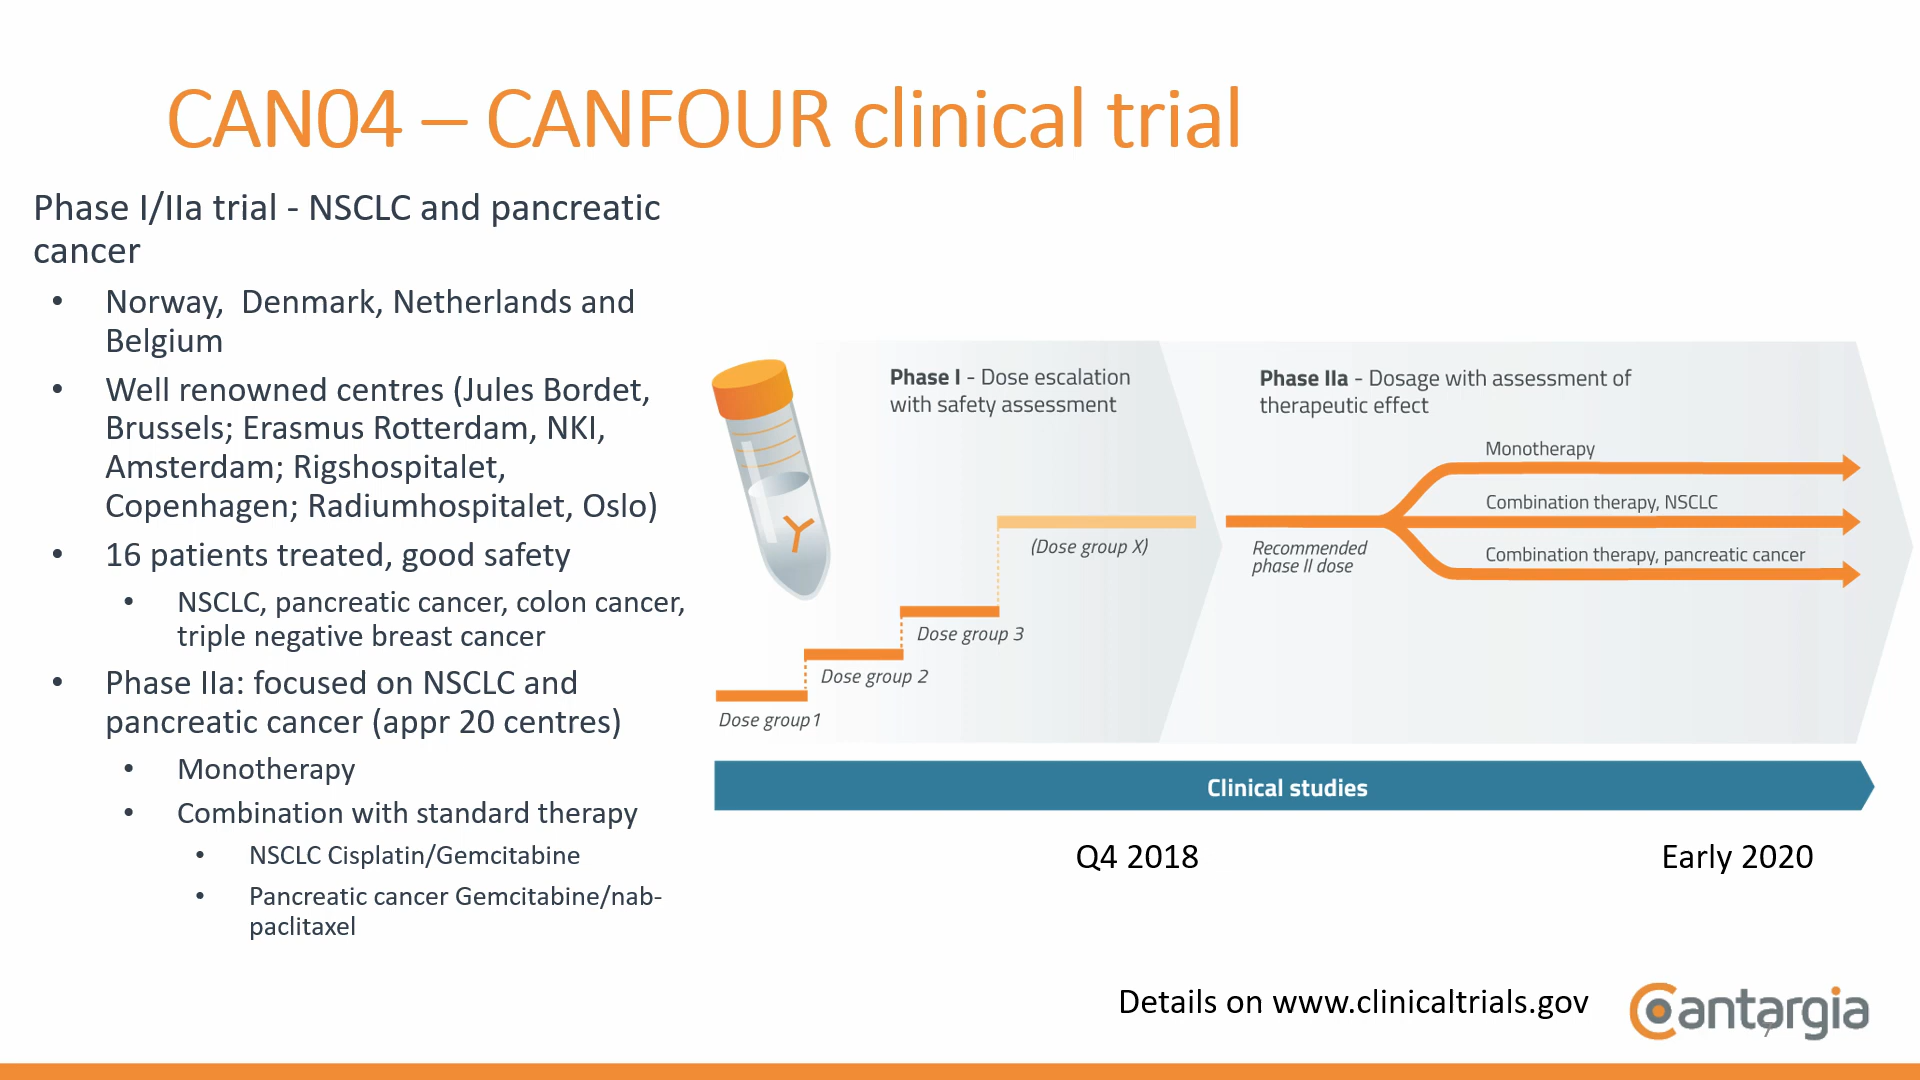 CAN04 – CANFOUR clinical trial
Phase I/IIa trial - NSCLC and pancreatic
cancer
• Norway,  Denmark, Netherlands and
Belgium
• Well renowned centres (Jules Bordet,
Brussels; Erasmus Rotterdam, NKI,
Amsterdam; Rigshospitalet,
Copenhagen; Radiumhospitalet, Oslo)
• 16 patients treated, good safety
• NSCLC, pancreatic cancer, colon cancer,
triple negative breast cancer
• Phase IIa: focused on NSCLC and
pancreatic cancer (appr 20 centres)
• Monotherapy
• Combination with standard therapy
• NSCLC Cisplatin/Gemcitabine
• Pancreatic cancer Gemcitabine/nab-
paclitaxel
Phase I - Dose escalation
with safety assessment
(Dose group X)
Dose group 3
Dose group 2
Dose group1
Phase IIa - Dosage with assessment of
therapeutic effect
Monotherapy
Combination therapy, NSCLC
Combination therapy, pancreatic cancer
Recommended
phase II dose
Clinical studies
Q4 2018
Early 2020
Details on www.clinicaltrials.gov
Cantargia
7